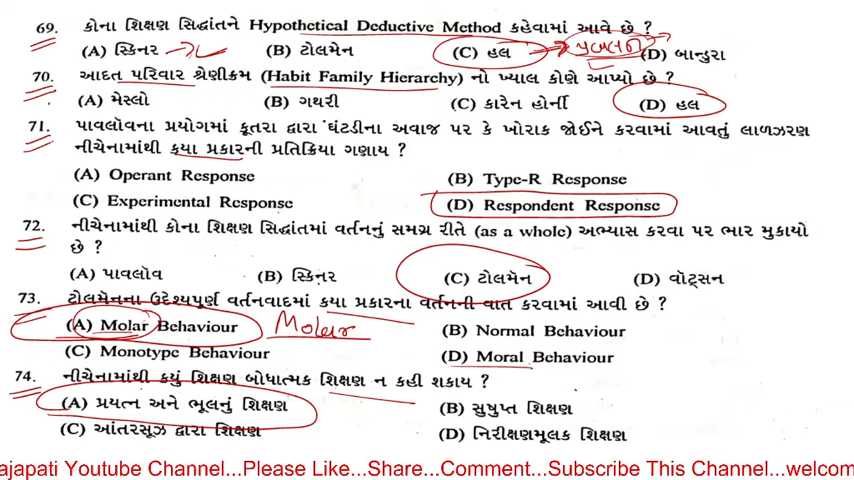 69. કોના શિક્ષણ સિદ્ધાંતને Hypothetical Deductive Method કહેવામાં આવે છે ?
(A) સ્કિનર (B) ટોલમેન (C) હલ (D) બાન્ડુરા
70. આદત પરિવાર શ્રેણીક્રમ (Habit Family Hierarchy) નો ખ્યાલ કોણે આપ્યો છે ?
(A) મેસ્લો (B) ગથરી (C) કારેન હોર્ની (D) હલ
71. પાવલૉવના પ્રયોગમાં કૂતરા દ્વારા ઘંટડીના અવાજ પર કે ખોરાક જોઈને કરવામાં આવતું લાળઝરણ
નીચેનામાંથી કયા પ્રકારની પ્રતિક્રિયા ગણાય ?
(A) Operant Response (B) Type-R Response
(C) Experimental Response (D) Respondent Response
72. નીચેનામાંથી કોના શિક્ષણ સિદ્ધાંતમાં વર્તનનું સમગ્ર રીતે (as a whole) અભ્યાસ કરવા પર ભાર મુકાયો
છે ?
(A) પાવલૉવ (B) સ્કિનર (C) ટોલમેન (D) વોટ્સન
73. ટોલમેનના ઉદ્દેશ્યપૂર્ણ વર્તનવાદમાં કયા પ્રકારના વર્તનની વાત કરવામાં આવી છે ?
(A) Molar Behaviour Molar (B) Normal Behaviour
(C) Monotype Behaviour (D) Moral Behaviour
74. નીચેનામાંથી કયું શિક્ષણ બોધાત્મક શિક્ષણ ન કહી શકાય ?
(A) પ્રયત્ન અને ભૂલનું શિક્ષણ (B) સુષુપ્ત શિક્ષણ
(C) આંતરસૂઝ દ્વારા શિક્ષણ (D) નિરીક્ષણમૂલક શિક્ષણ
ajapati Youtube Channel...Please Like...Share...Comment...Subscribe This Channel...welcom